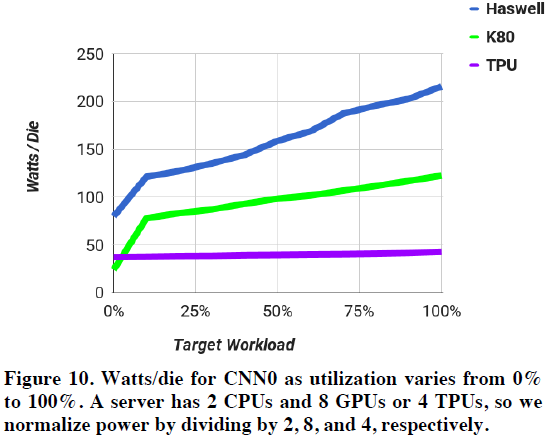 Haswell
K80
TPU
250
200
150
100
50
0
Watts/Die
0%
25%
50%
75%
100%
Target Workload
Figure 10. Watts/die for CNN0 as utilization varies from 0%
to 100%. A server has 2 CPUs and 8 GPUs or 4 TPUs, so we
normalize power by dividing by 2, 8, and 4, respectively.